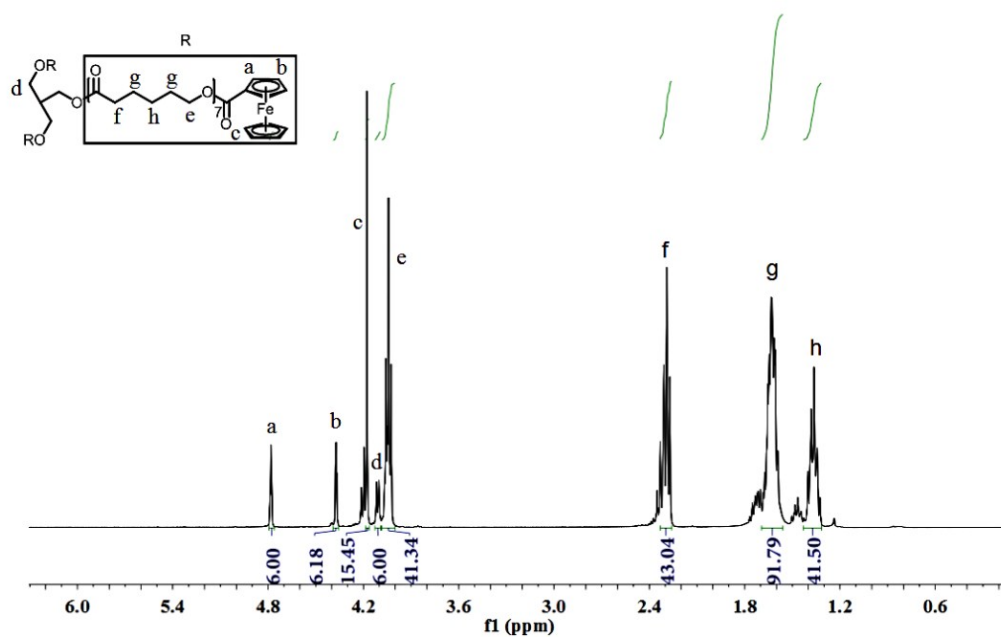 R
OR
O
a
b
d
g
g
O
O
7
Fe
f
h
e
O
c
RO
c
e
f
g
h
a
b
d
6.00
6.18
15.45
6.00
41.34
43.04
91.79
41.50
6.0 5.4 4.8 4.2 3.6 3.0 2.4 1.8 1.2 0.6
f1 (ppm)